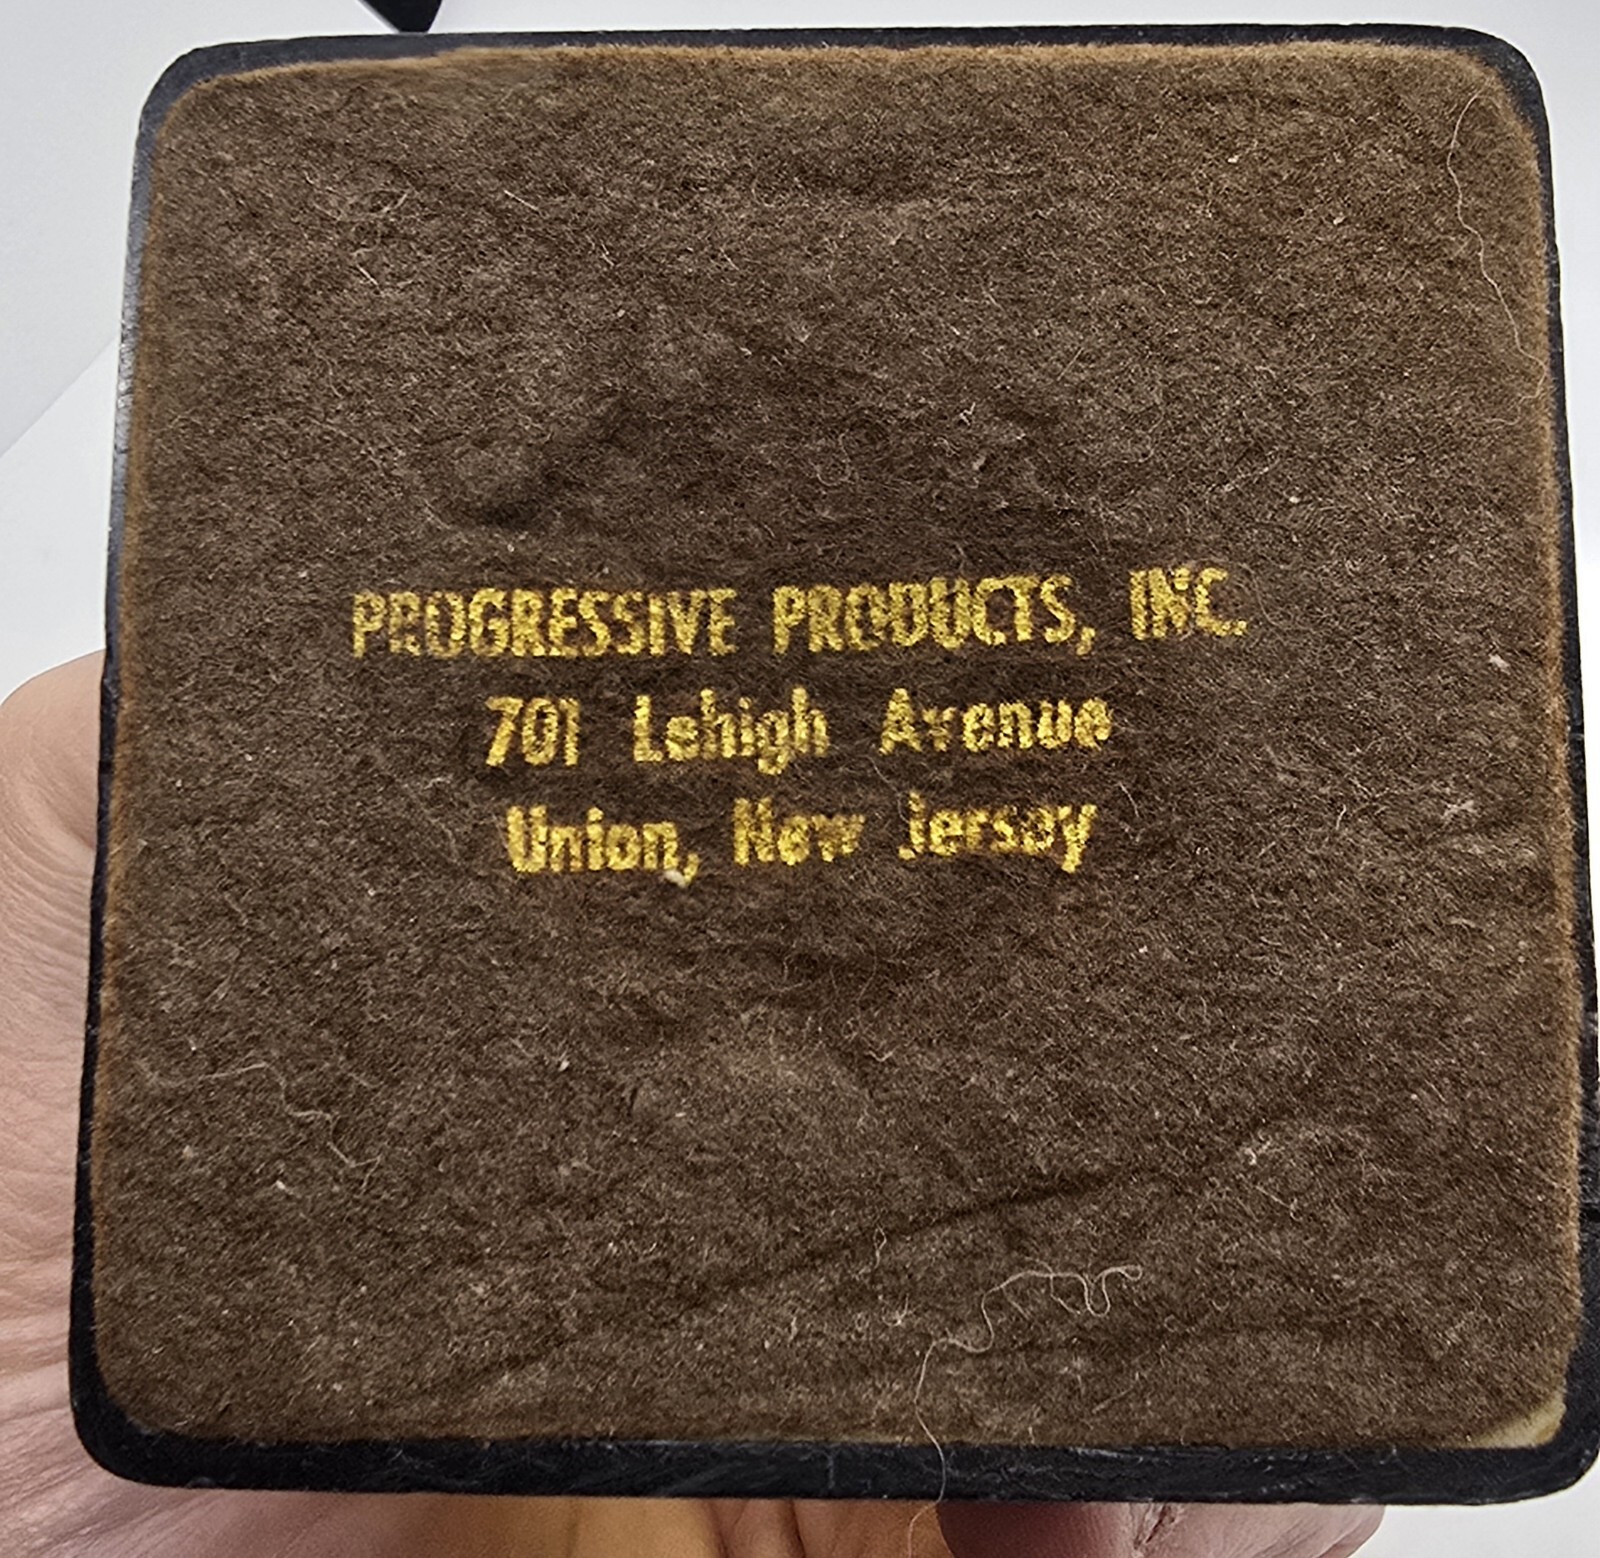 PROGRESSIVE PRODUCTS, INC.
701 Lehigh Avenue
Union, New Jersey